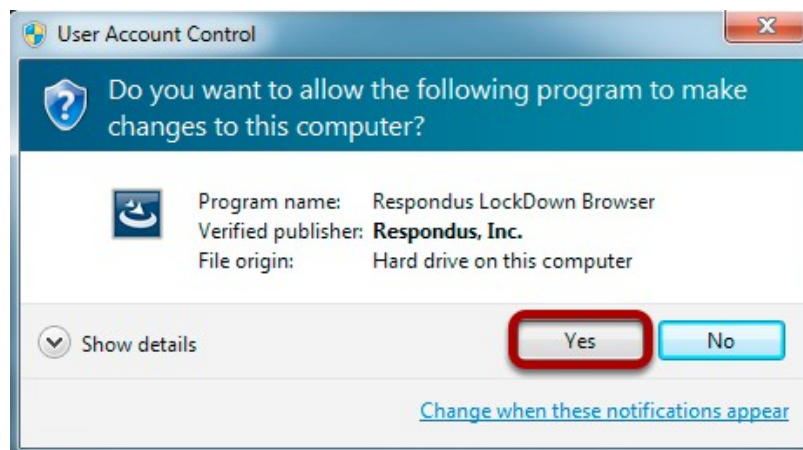 User Account Control
Do you want to allow the following program to make
changes to this computer?
Program name: Respondus LockDown Browser
Verified publisher: Respondus, Inc.
File origin: Hard drive on this computer
Show details
Yes
No
Change when these notifications appear